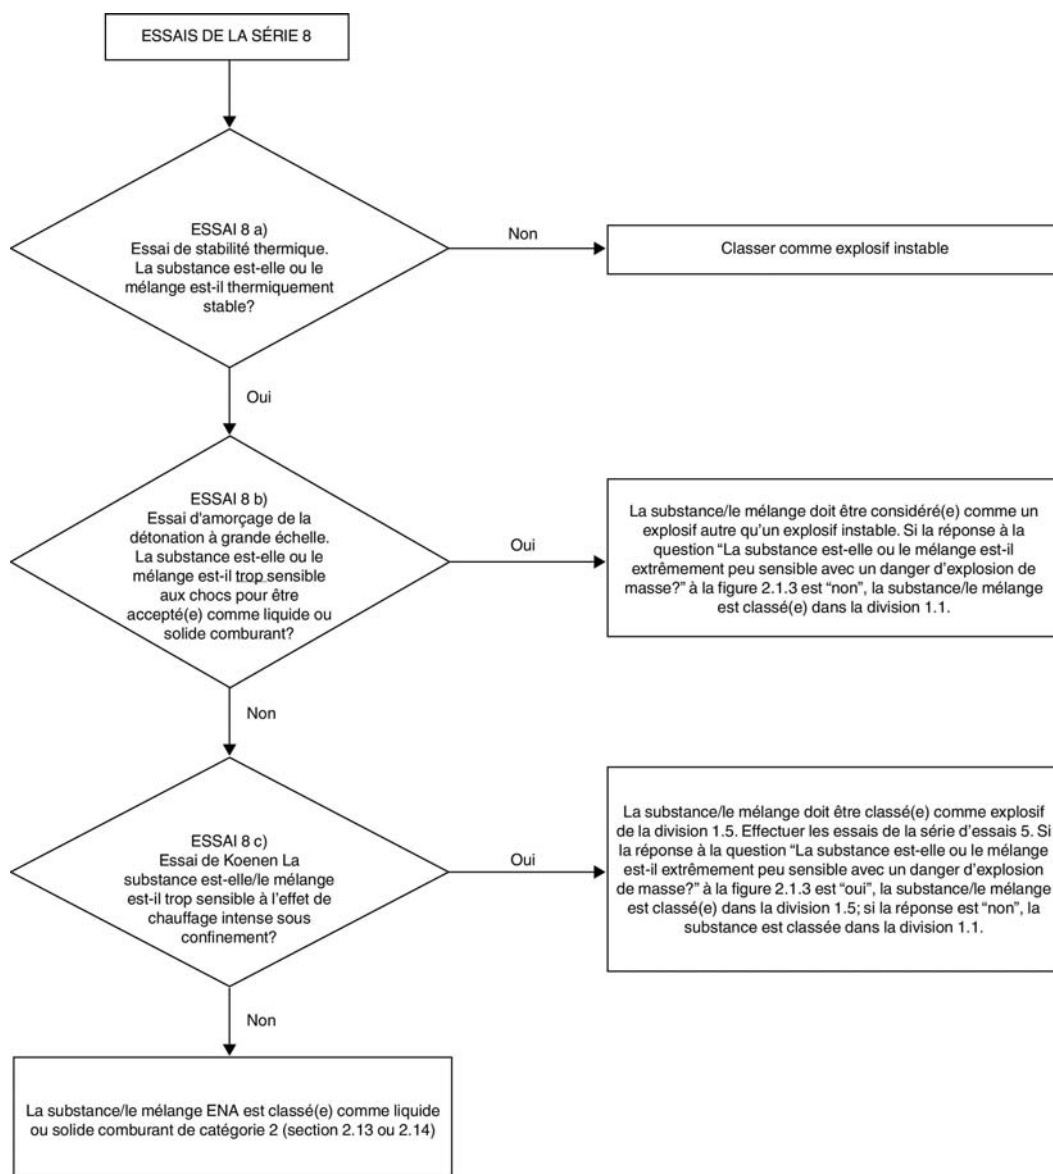 ESSAIS DE LA SÉRIE 8
ESSAI 8 a)
Essai de stabilité thermique.
La substance est-elle ou le
mélange est-il thermiquement
stable?
Non
Classer comme explosif instable
Oui
ESSAI 8 b)
Essai d'amorçage de la
détonation à grande échelle.
La substance est-elle ou le
mélange est-il trop sensible
aux chocs pour être
accepté(e) comme liquide ou
solide comburant?
Oui
La substance/le mélange doit être considéré(e) comme un
explosif autre qu'un explosif instable. Si la réponse à la
question “La substance est-elle ou le mélange est-il
extrêmement peu sensible avec un danger d’explosion de
masse?” à la figure 2.1.3 est “non”, la substance/le mélange
est classé(e) dans la division 1.1.
Non
ESSAI 8 c)
Essai de Koenen La
substance est-elle/le mélange
est-il trop sensible à l’effet de
chauffage intense sous
confinement?
Oui
La substance/le mélange doit être classé(e) comme explosif
de la division 1.5. Effectuer les essais de la série d’essais 5. Si
la réponse à la question “La substance est-elle ou le mélange
est-il extrêmement peu sensible avec un danger d’explosion
de masse?” à la figure 2.1.3 est “oui”, la substance/le mélange
est classé(e) dans la division 1.5; si la réponse est “non”, la
substance est classée dans la division 1.1.
Non
La substance/le mélange ENA est classé(e) comme liquide
ou solide comburant de catégorie 2 (section 2.13 ou 2.14)